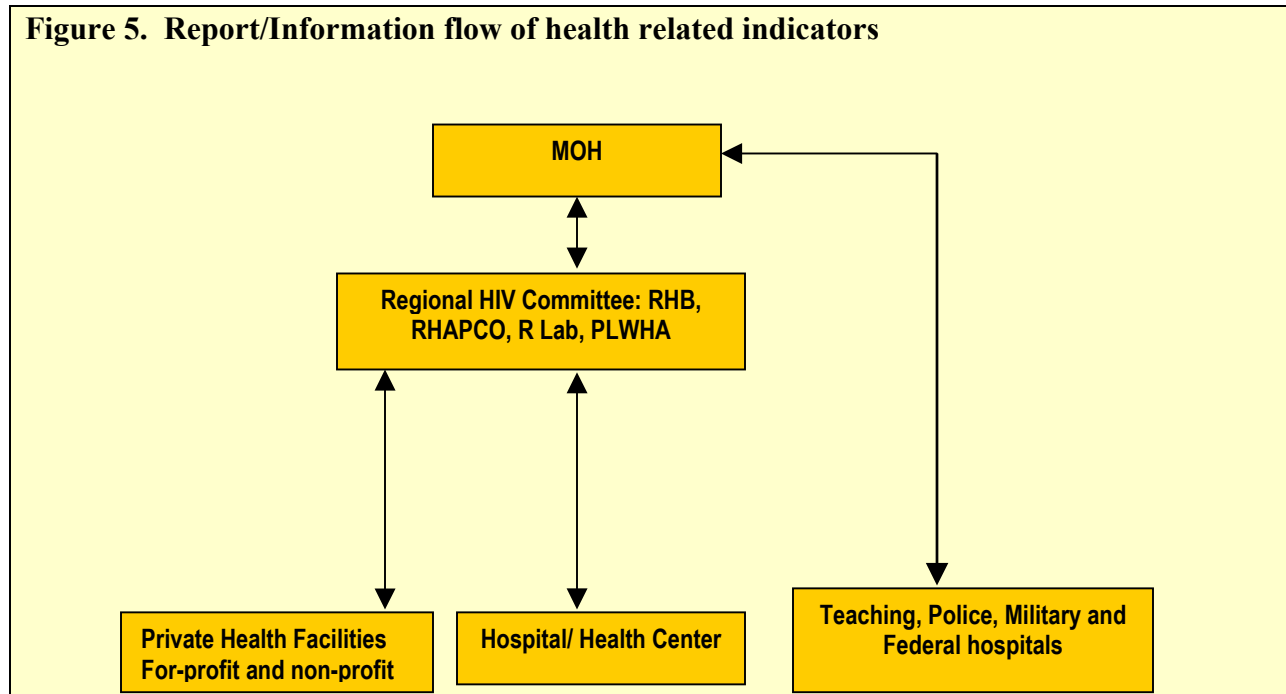 Figure 5. Report/Information flow of health related indicators
MOH
Regional HIV Committee: RHB,
RHAPCO, R Lab, PLWHA
Private Health Facilities
For-profit and non-profit
Hospital/ Health Center
Teaching, Police, Military and
Federal hospitals